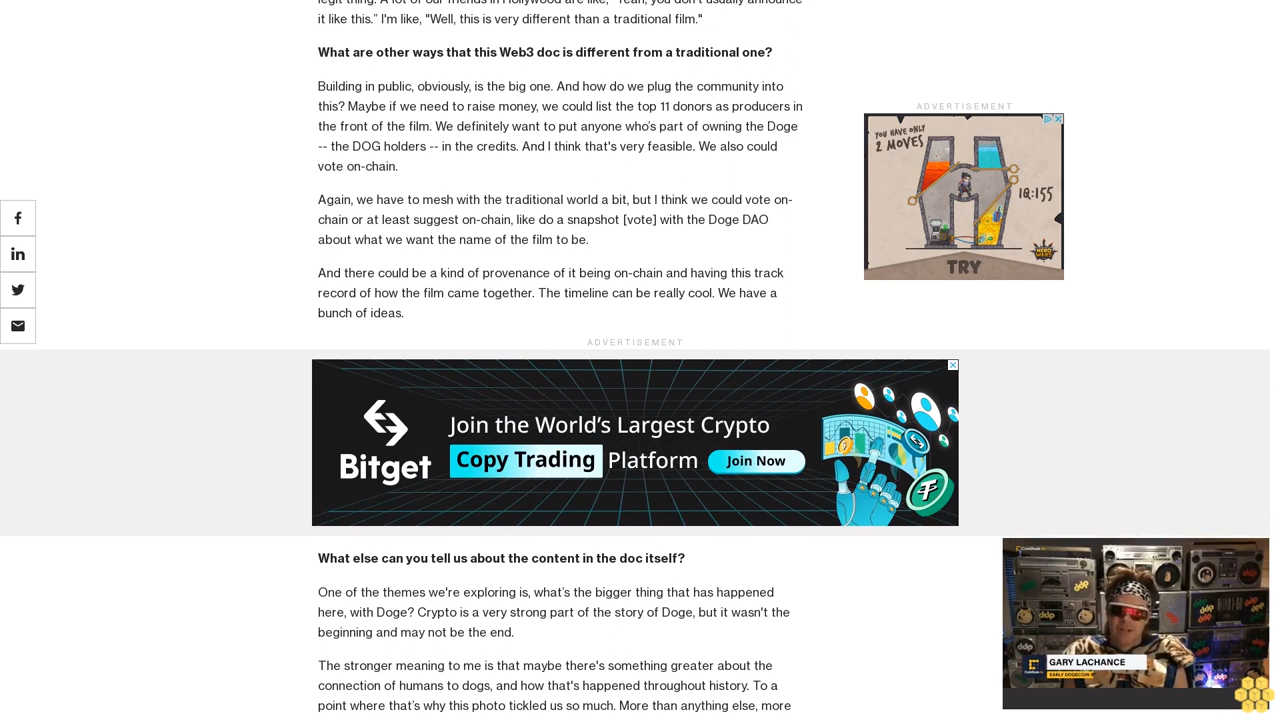 legit thing. A lot of our friends in Hollywood are like, "Yeah, you don't usually announce
it like this.” I'm like, "Well, this is very different than a traditional film."
What are other ways that this Web3 doc is different from a traditional one?
Building in public, obviously, is the big one. And how do we plug the community into
this? Maybe if we need to raise money, we could list the top 11 donors as producers in
the front of the film. We definitely want to put anyone who’s part of owning the Doge
-- the DOG holders -- in the credits. And I think that's very feasible. We also could
vote on-chain.
Again, we have to mesh with the traditional world a bit, but I think we could vote on-
chain or at least suggest on-chain, like do a snapshot [vote] with the Doge DAO
about what we want the name of the film to be.
And there could be a kind of provenance of it being on-chain and having this track
record of how the film came together. The timeline can be really cool. We have a
bunch of ideas.
ADVERTISEMENT
YOU HAVE ONLY
2 MOVES
IQ:155
HERO
WARS
TRY
ADVERTISEMENT
Bitget
Join the World’s Largest Crypto
Copy Trading Platform
Join Now
What else can you tell us about the content in the doc itself?
One of the themes we're exploring is, what’s the bigger thing that has happened
here, with Doge? Crypto is a very strong part of the story of Doge, but it wasn't the
beginning and may not be the end.
The stronger meaning to me is that maybe there's something greater about the
connection of humans to dogs, and how that's happened throughout history. To a
point where that’s why this photo tickled us so much. More than anything else, more
CoinDesk
ddp
ddp
ddp
ddp
CoinDesk
GARY LACHANCE
EARLY DOGECOIN